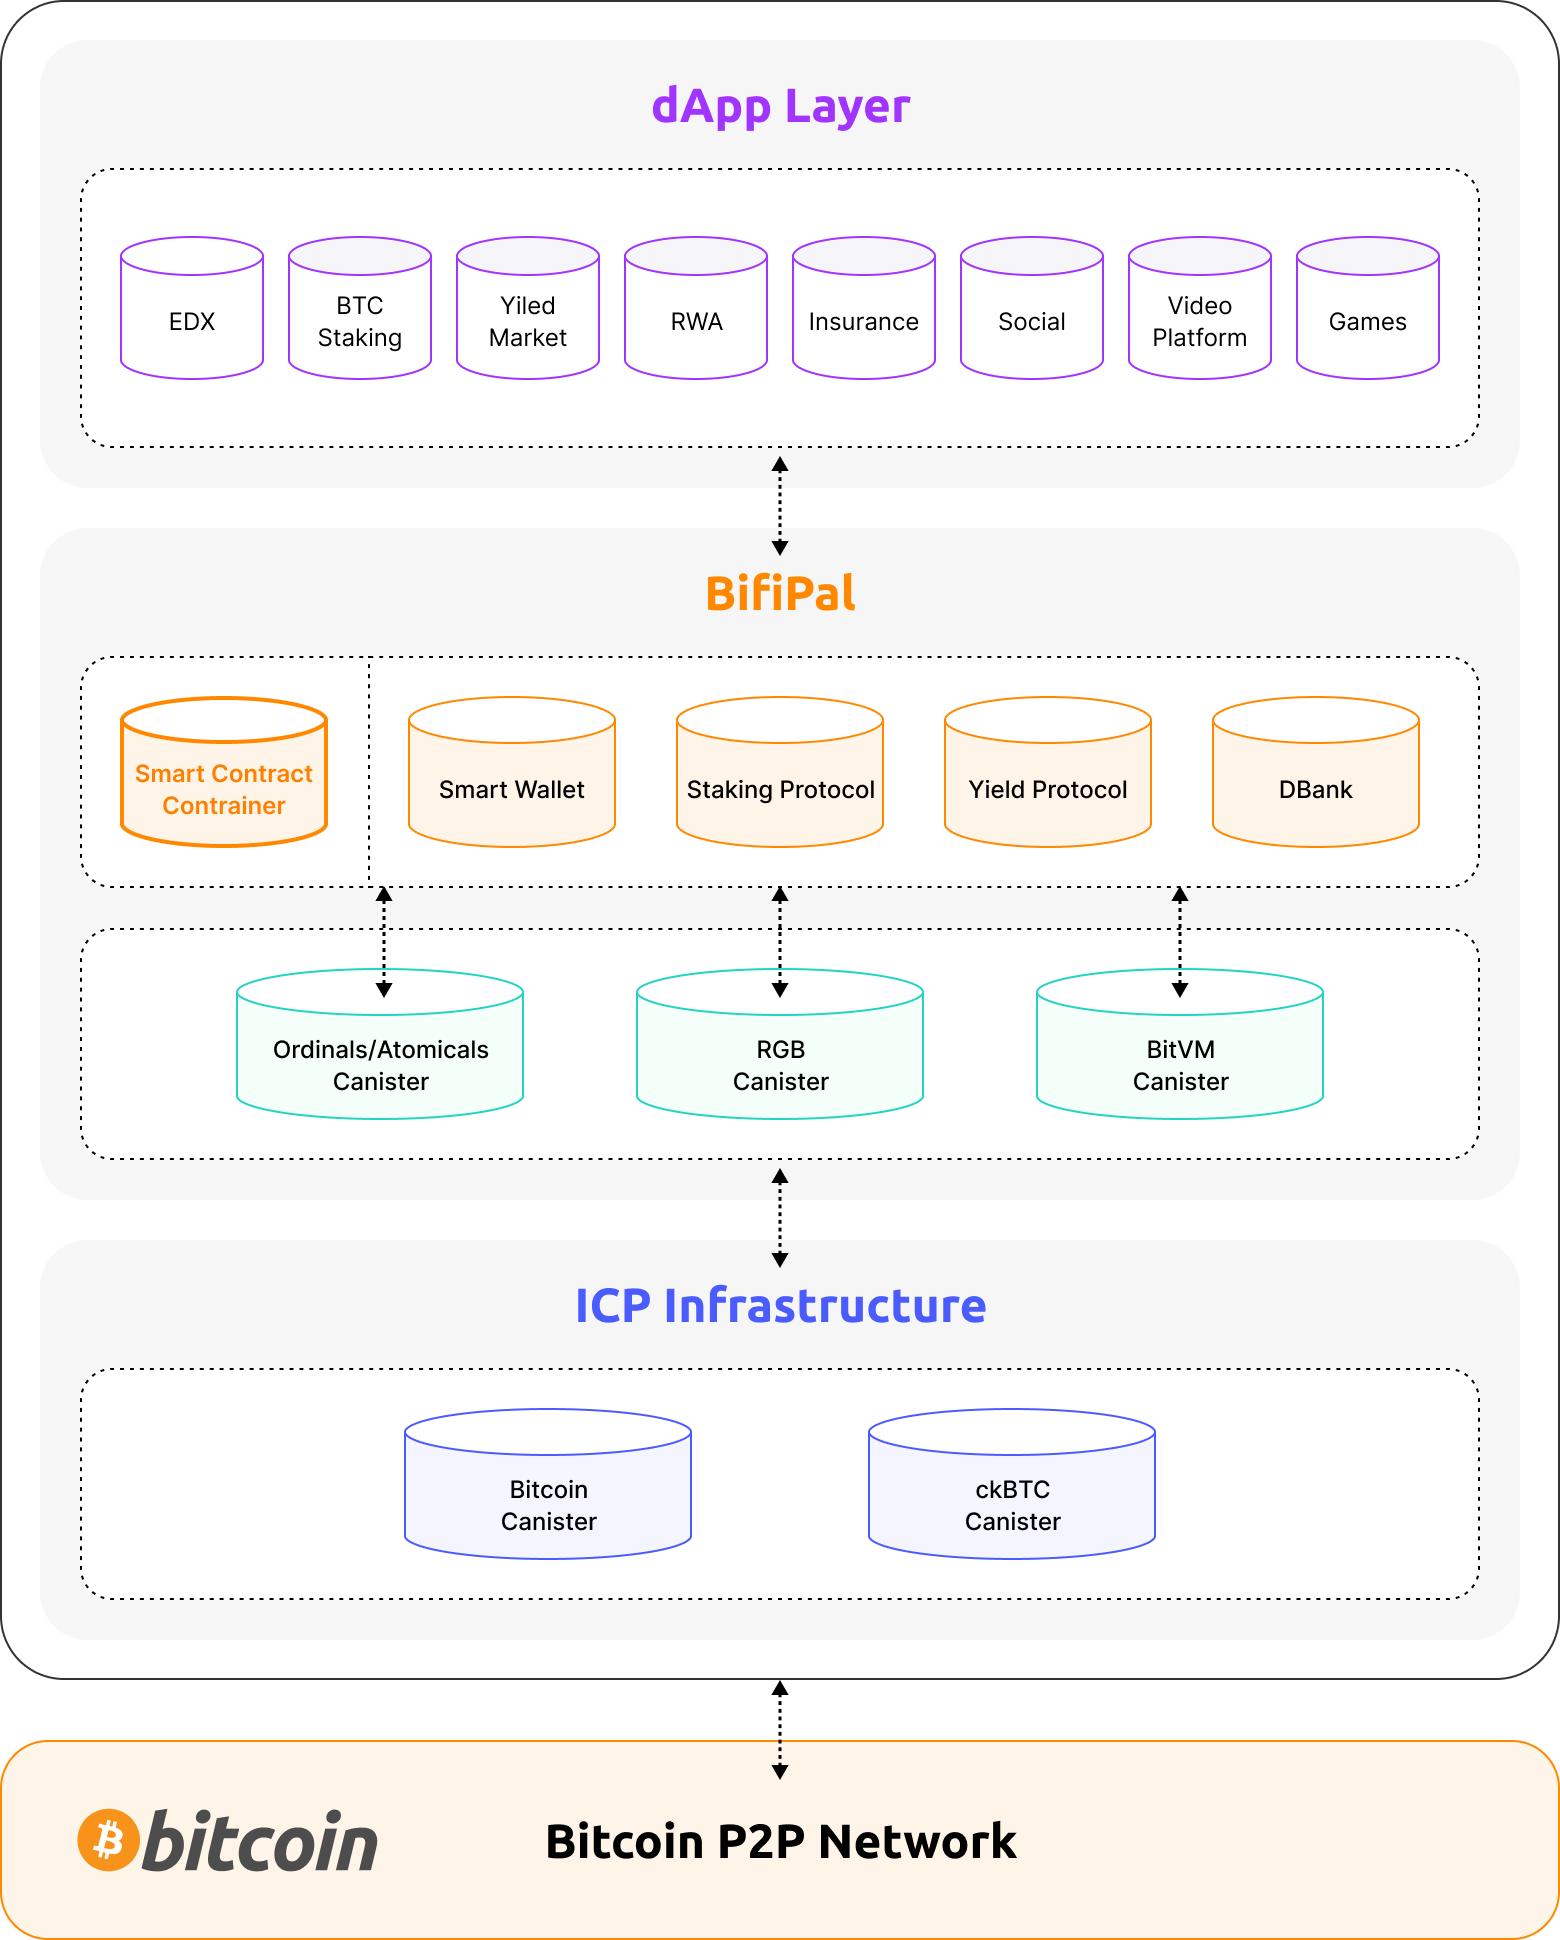 dApp Layer
EDX
BTC
Staking
Yiled
Market
RWA
Insurance
Social
Video
Platform
Games
BifiPal
Smart Contract
Contrainer
Smart Wallet
Staking Protocol
Yield Protocol
DBank
Ordinals/Atomicals
Canister
RGB
Canister
BitVM
Canister
ICP Infrastructure
Bitcoin
Canister
ckBTC
Canister
bitcoin
Bitcoin P2P Network